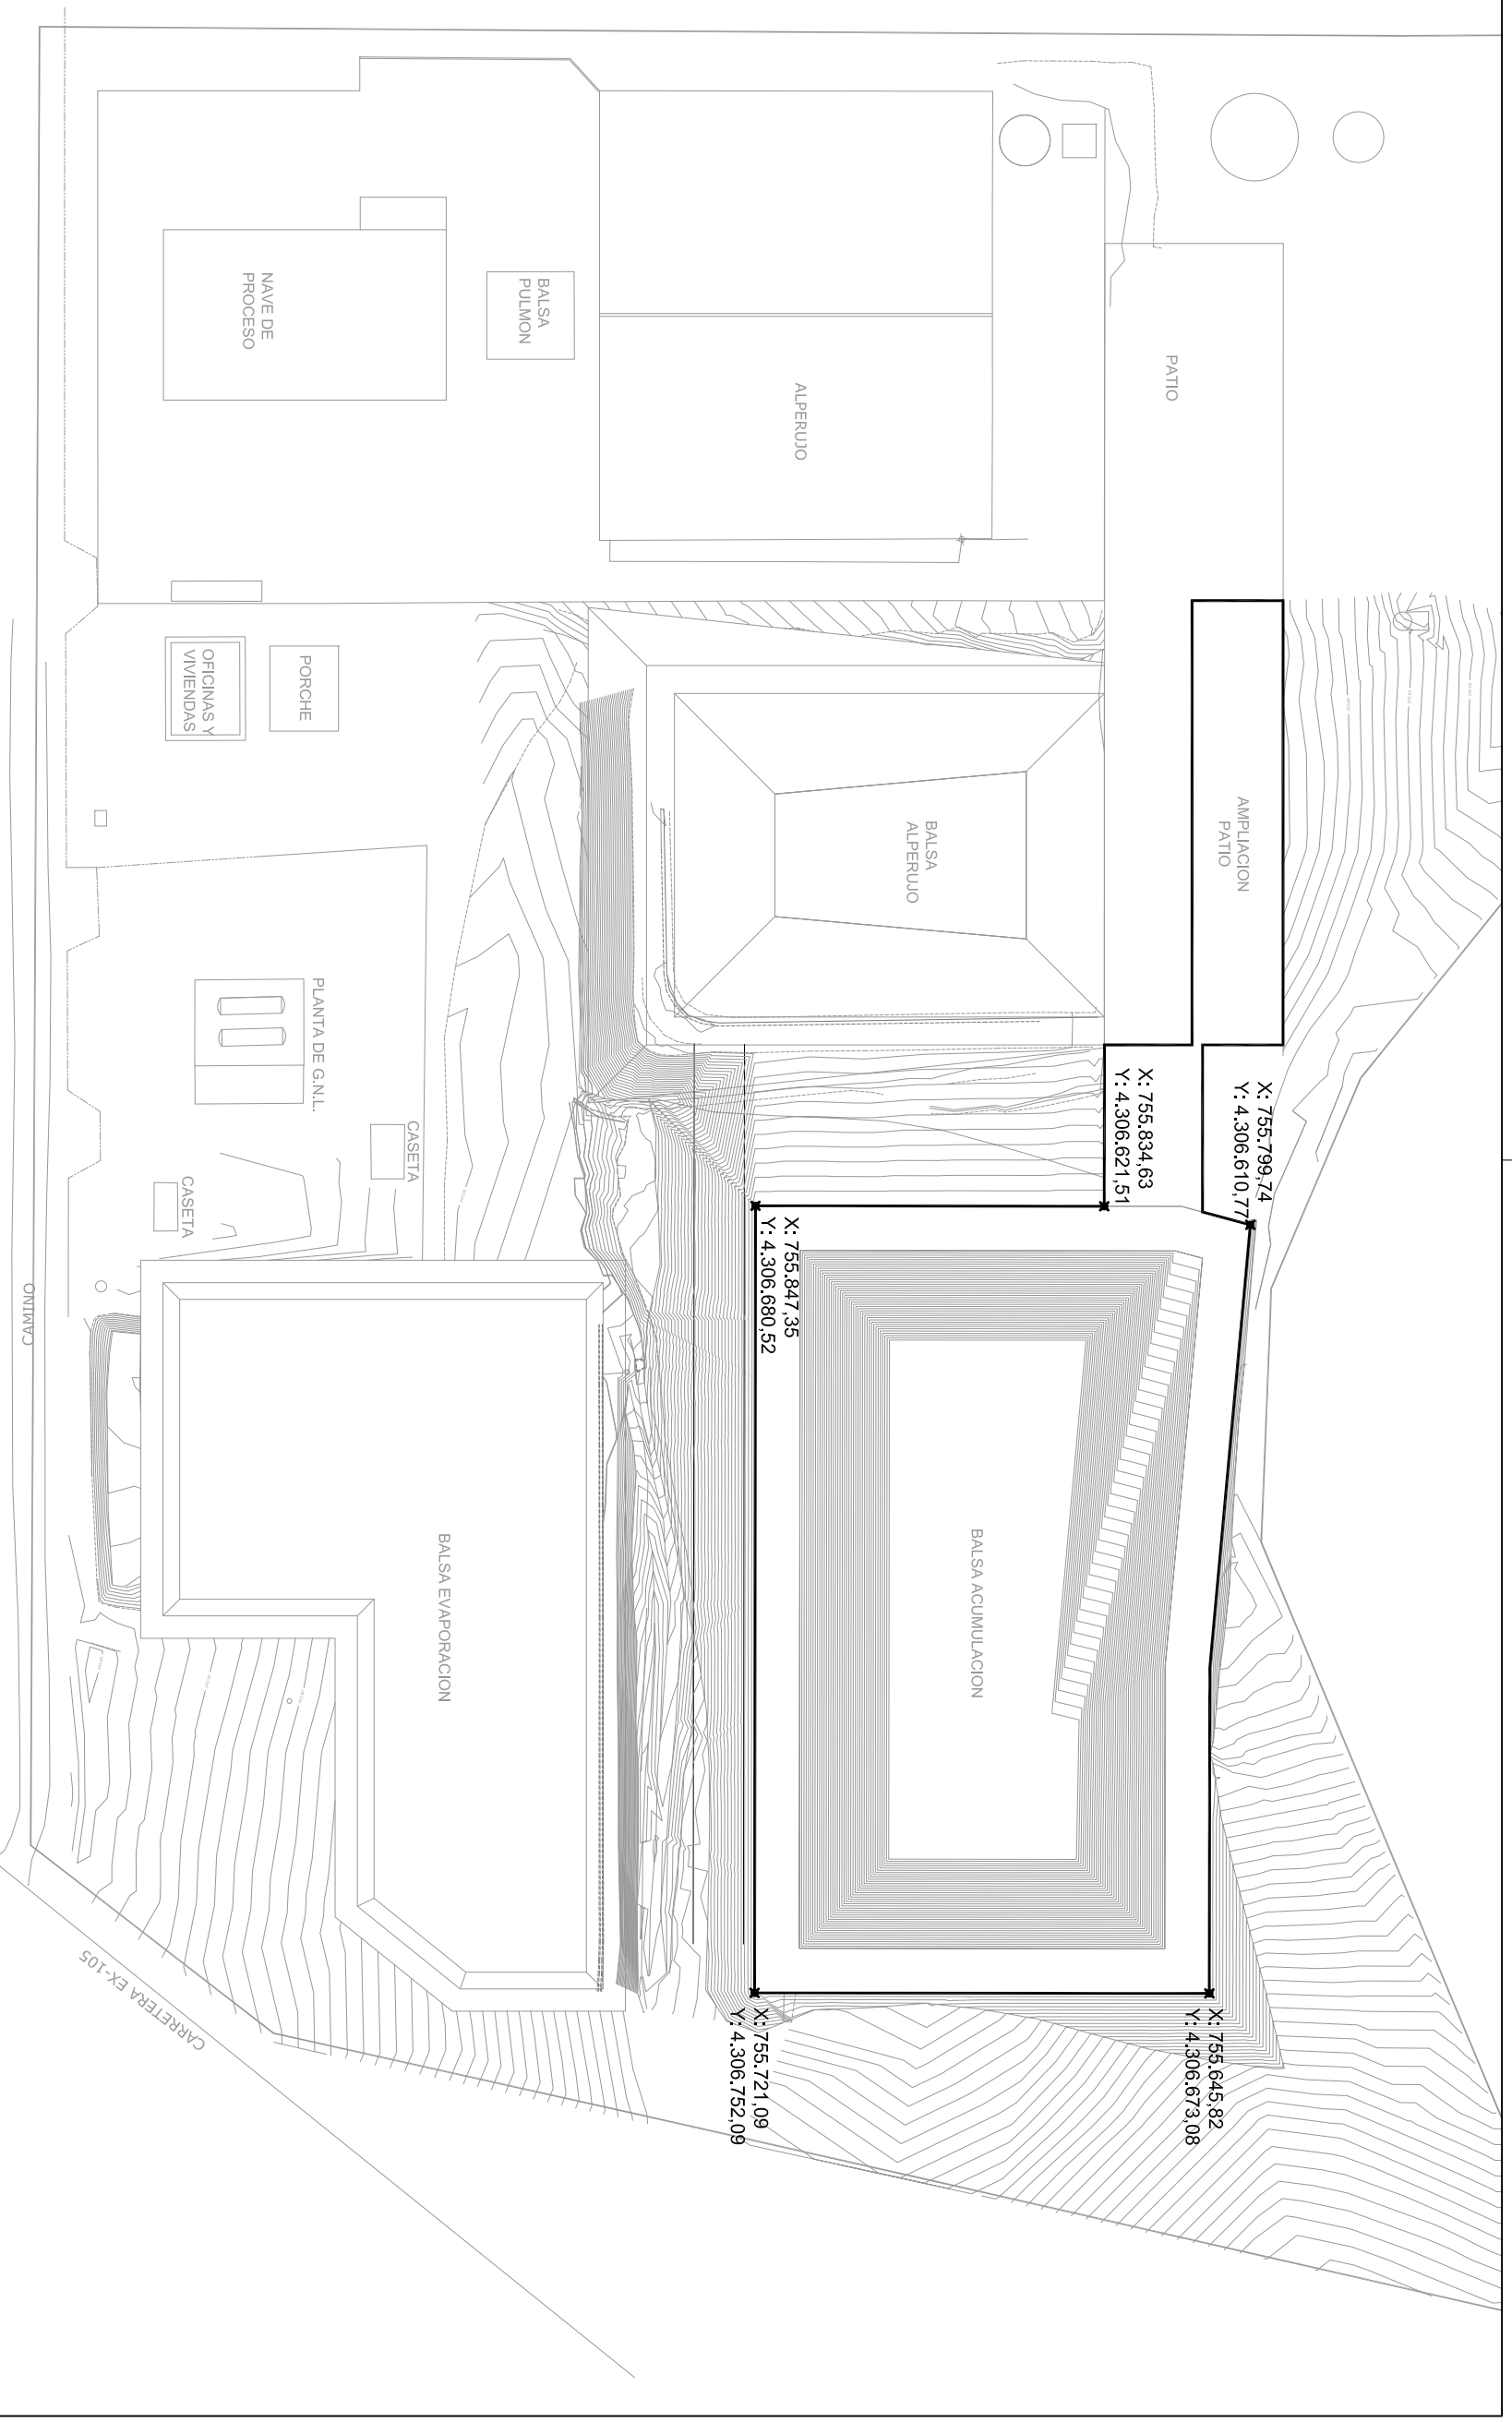 NAVE DE
PROCESO
BALSA
PULMON
ALPERUJO
PATIO
OFICINAS Y
VIVIENDAS
PORCHE
BALSA
ALPERUJO
AMPLIACION
PATIO
PLANTA DE G.N.L.
CASETA
CASETA
X: 755.834,63
Y: 4.306.621,51
X: 755.799,74
Y: 4.306.610,77
X: 755.847,35
Y: 4.306.680,52
CAMINO
BALSA EVAPORACION
BALSA ACUMULACION
CARRETERA EX-105
X: 755.721,09
Y: 4.306.752,09
X: 755.645,82
Y: 4.306.673,08